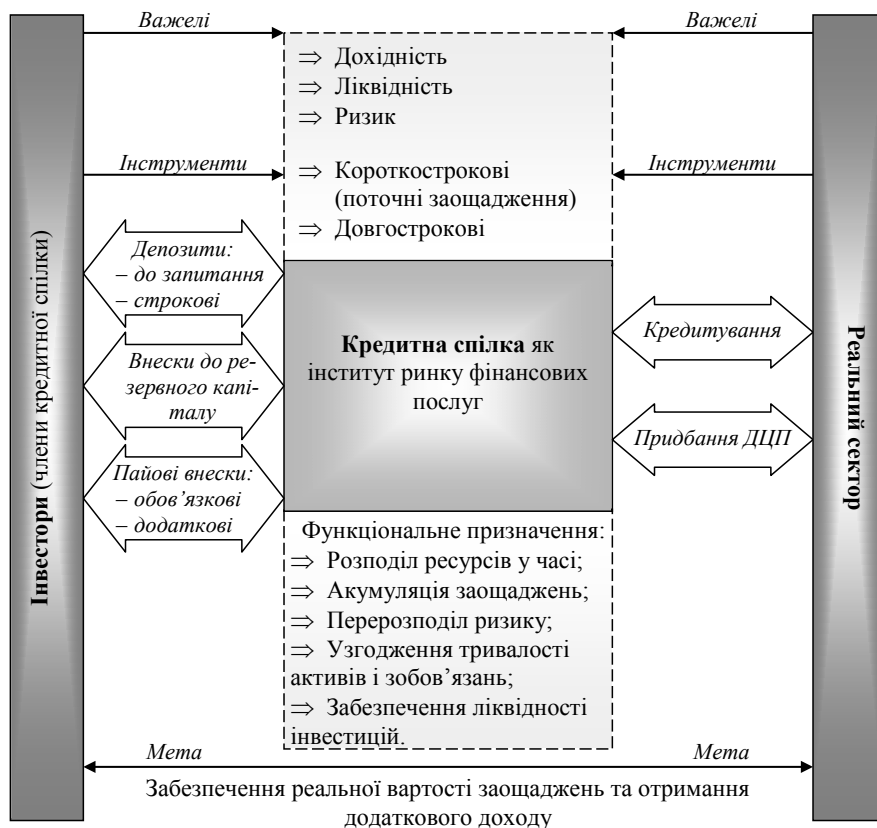 Важелі
Важелі
⇒ Дохідність
⇒ Ліквідність
⇒ Ризик
Інструменти
Інструменти
⇒ Короткострокові
(поточні заощадження)
⇒ Довгострокові
Інвестори (члени кредитної спілки)
Депозити:
– до запитання
– строкові
Внески до ре-
зервного капі-
талу
Пайові внески:
– обов’язкові
– додаткові
Кредитна спілка як
інститут ринку фінансових
послуг
Кредитування
Придбання ДЦП
Реальний сектор
Функціональне призначення:
⇒ Розподіл ресурсів у часі;
⇒ Акумуляція заощаджень;
⇒ Перерозподіл ризику;
⇒ Узгодження тривалості
активів і зобов’язань;
⇒ Забезпечення ліквідності
інвестицій.
Мета
Мета
Забезпечення реальної вартості заощаджень та отримання
додаткового доходу